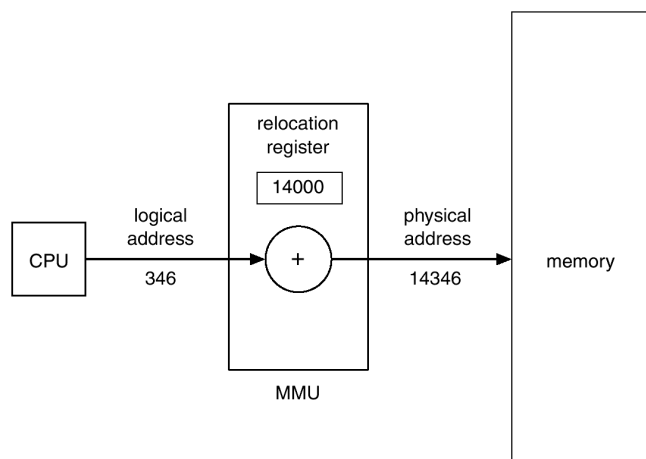 relocation
register
14000
logical
address
physical
address
CPU
+
memory
346
14346
MMU